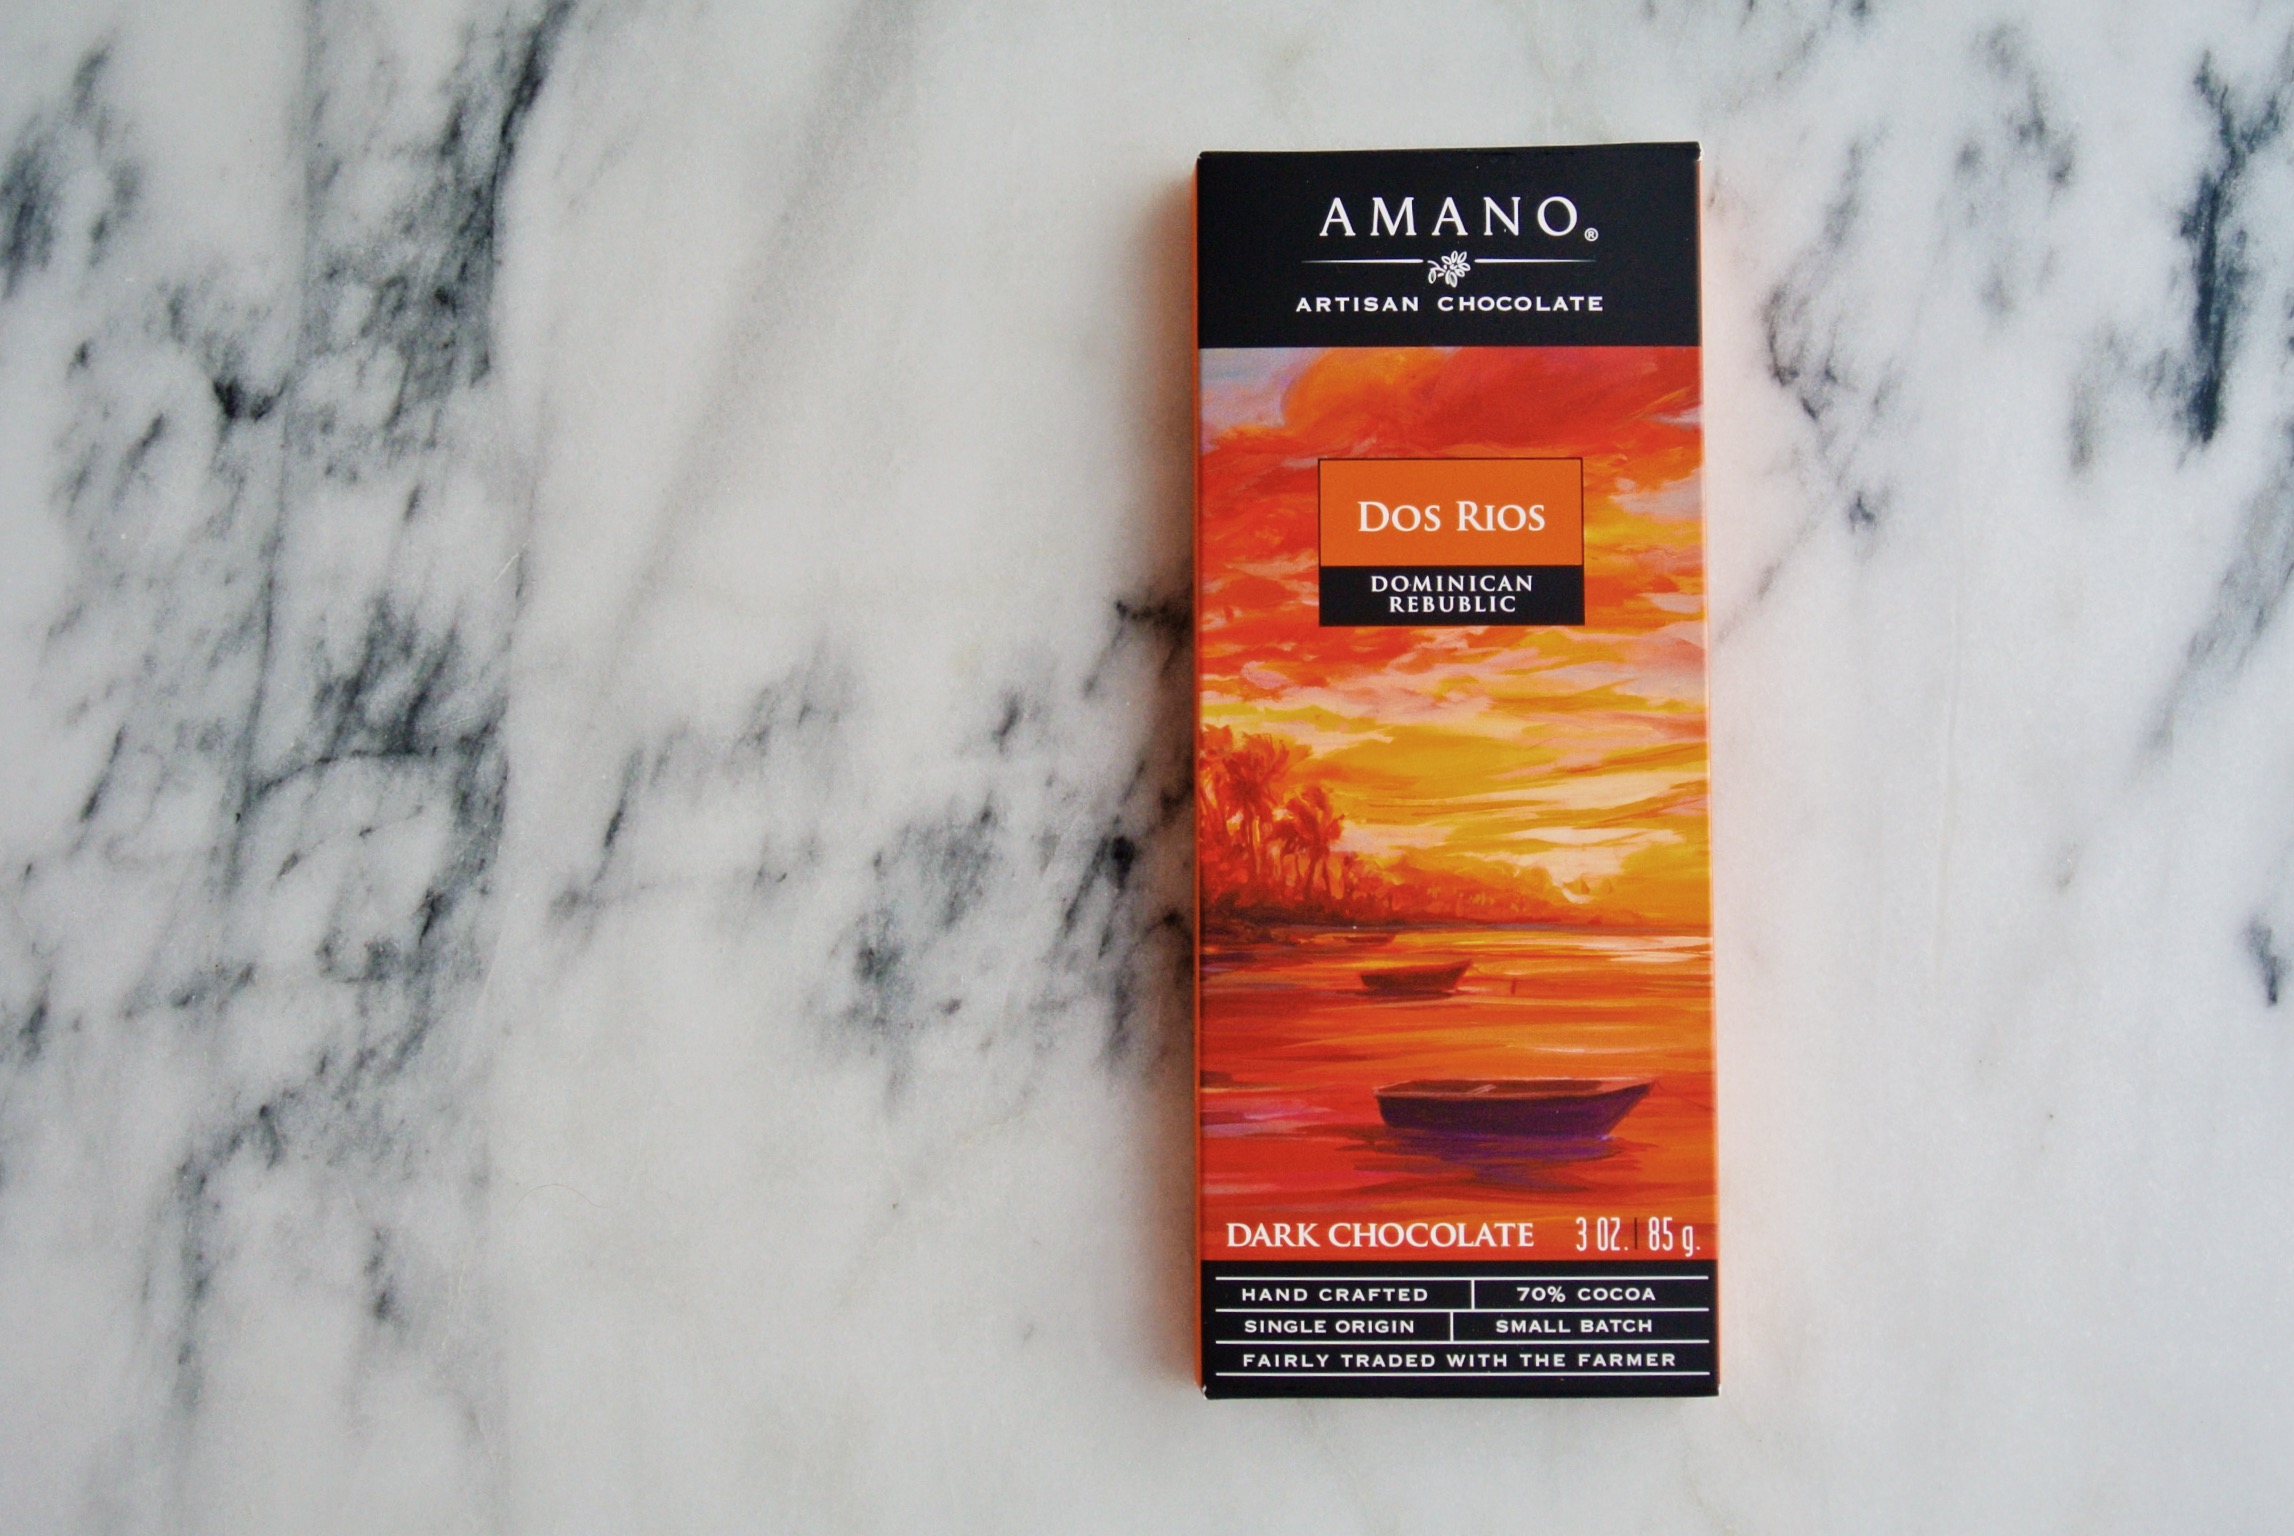 AMANO®
ARTISAN CHOCOLATE
DOS RIOS
DOMINICAN
REBUBLIC
DARK CHOCOLATE 3 OZ. | 85 g.
HAND CRAFTED 70% COCOA
SINGLE ORIGIN SMALL BATCH
FAIRLY TRADED WITH THE FARMER